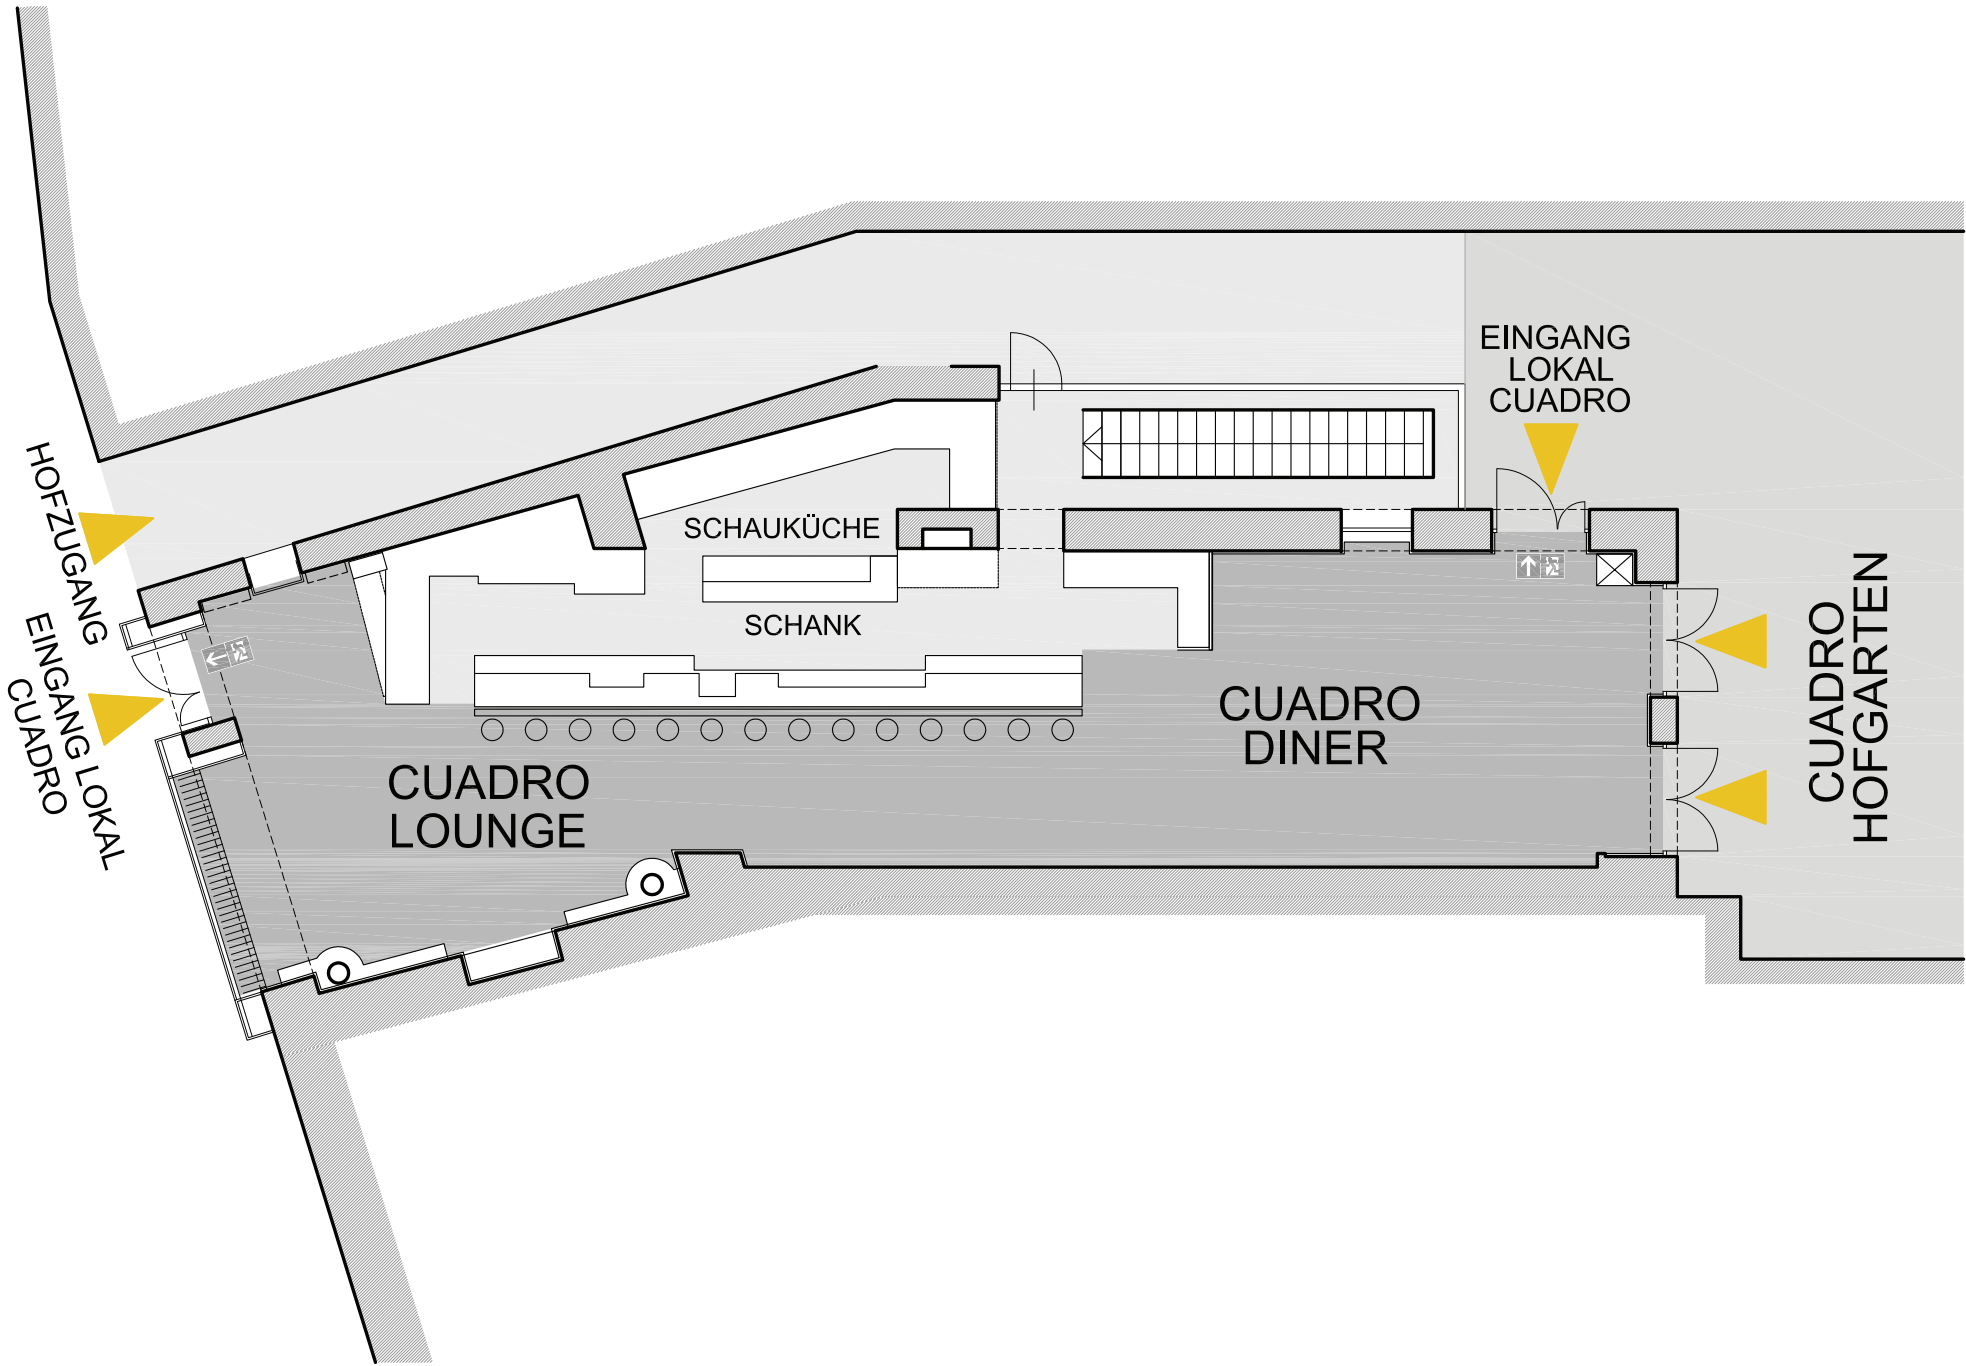 EINGANG
LOKAL
CUADRO
HOFZUGANG
EINGANG LOKAL
CUADRO
SCHAUKÜCHE
SCHANK
CUADRO
LOUNGE
CUADRO
DINER
CUADRO
HOFGARTEN